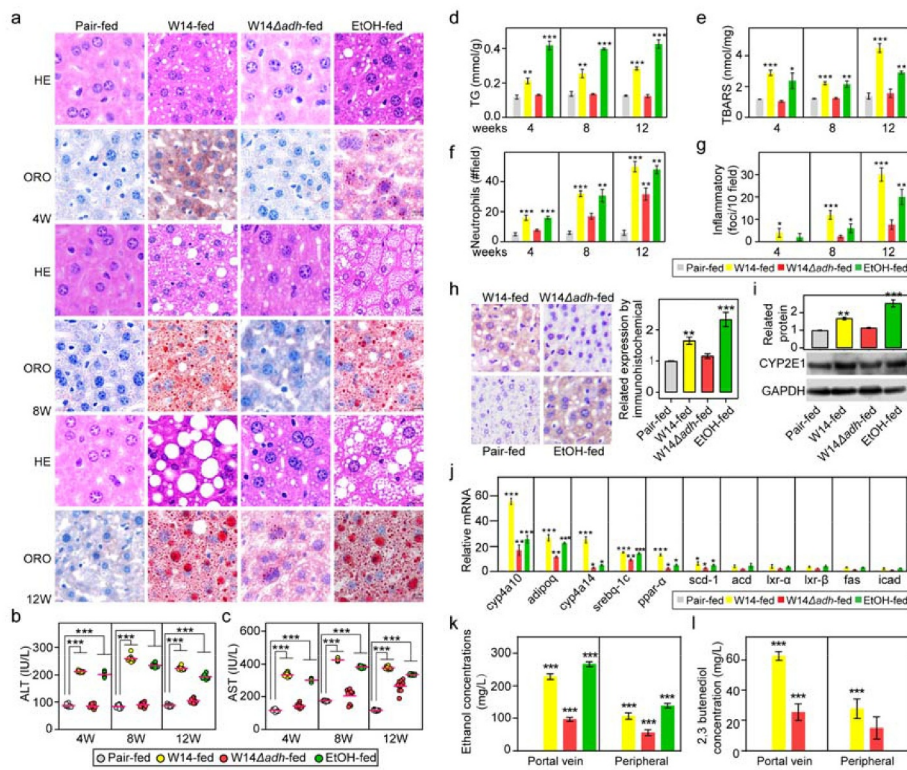 a
Pair-fed W14-fed W14Δadh-fed EtOH-fed
HE
ORO
4W
HE
ORO
8W
HE
ORO
12W
b
ALT (IU/L)
400
300
200
100
0
*** *** *** *** *** ***
4W 8W 12W
c
AST (IU/L)
500
400
300
200
100
0
*** *** *** *** *** ***
4W 8W 12W
Pair-fed W14-fed W14Δadh-fed EtOH-fed
d
TG (mmol/g)
0.4
0.2
0.0
** *** ** *** *** ***
weeks 4 8 12
e
TBARS (nmol/mg)
4
2
0
*** * *** ** *** **
4 8 12
f
Neutrophils (#field)
40
20
0
*** *** *** ** *** ** **
weeks 4 8 12
g
Inflammatory
(foci/10 field)
30
20
10
0
* *** * *** **
4 8 12
Pair-fed W14-fed W14Δadh-fed EtOH-fed
h
W14-fed W14Δadh-fed
Pair-fed EtOH-fed
Related expression by
immunohistochemical
2
1
0
** ***
Pair-fed
W14-fed
W14Δadh-fed
EtOH-fed
i
Related
protein
2
1
0
** ***
CYP2E1
GAPDH
Pair-fed
W14-fed
W14Δadh-fed
EtOH-fed
j
Relative mRNA
60
40
20
0
cyp4a10
adipoq
cyp4a14
srebq-1c
ppar-α
scd-1
acd
lxr-α
lxr-β
fas
icad
Pair-fed W14-fed W14Δadh-fed EtOH-fed
k
Ethanol concentrations
(mg/L)
300
200
100
0
*** *** *** *** *** ***
Portal vein Peripheral
l
2,3 butenediol
concentration (mg/L)
60
40
20
0
*** *** ***
Portal vein Peripheral